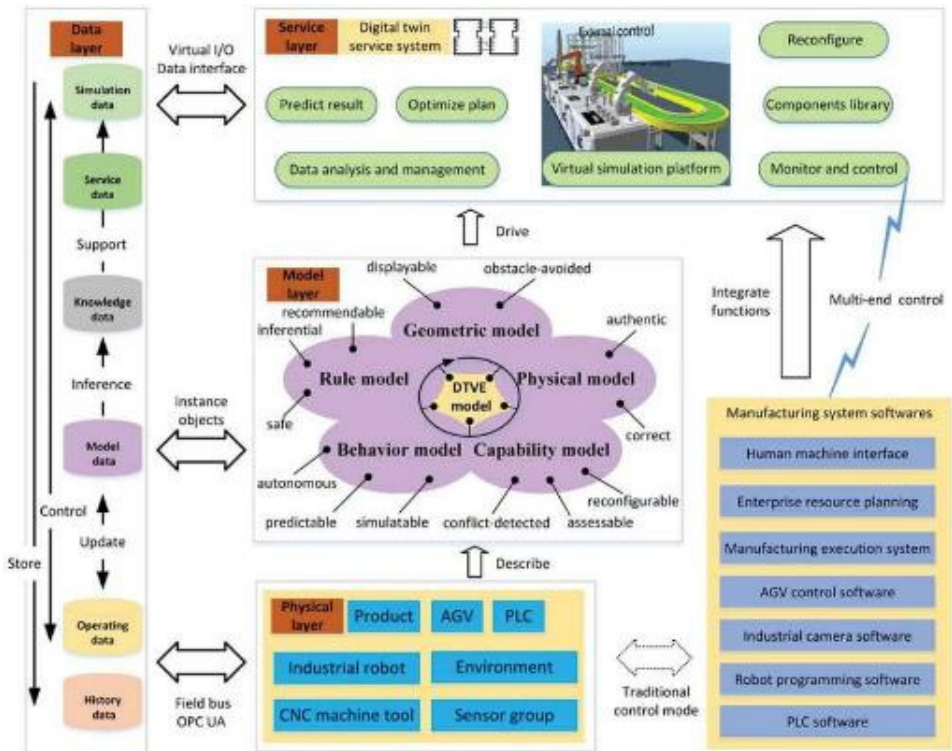 Data
layer
Simulation
data
Service
data
Support
Knowledge
data
Inference
Model
data
Control
Update
Store
Operating
data
History
data
Virtual I/O
Data interface
Instance
objects
Field bus
OPC UA
Service
layer
Digital twin
service system
External control
Reconfigure
Predict result
Optimize plan
Components library
Data analysis and management
Virtual simulation platform
Monitor and control
Drive
Integrate
functions
Multi-end control
Model
layer
displayable
obstacle-avoided
recommendable
inferential
authentic
Geometric model
Rule model
DTVE
model
Physical model
safe
correct
Behavior model
Capability model
autonomous
reconfigurable
predictable
simulatable
conflict-detected
assessable
Describe
Physical
layer
Product
AGV
PLC
Industrial robot
Environment
CNC machine tool
Sensor group
Traditional
control mode
Manufacturing system softwares
Human machine interface
Enterprise resource planning
Manufacturing execution system
AGV control software
Industrial camera software
Robot programming software
PLC software